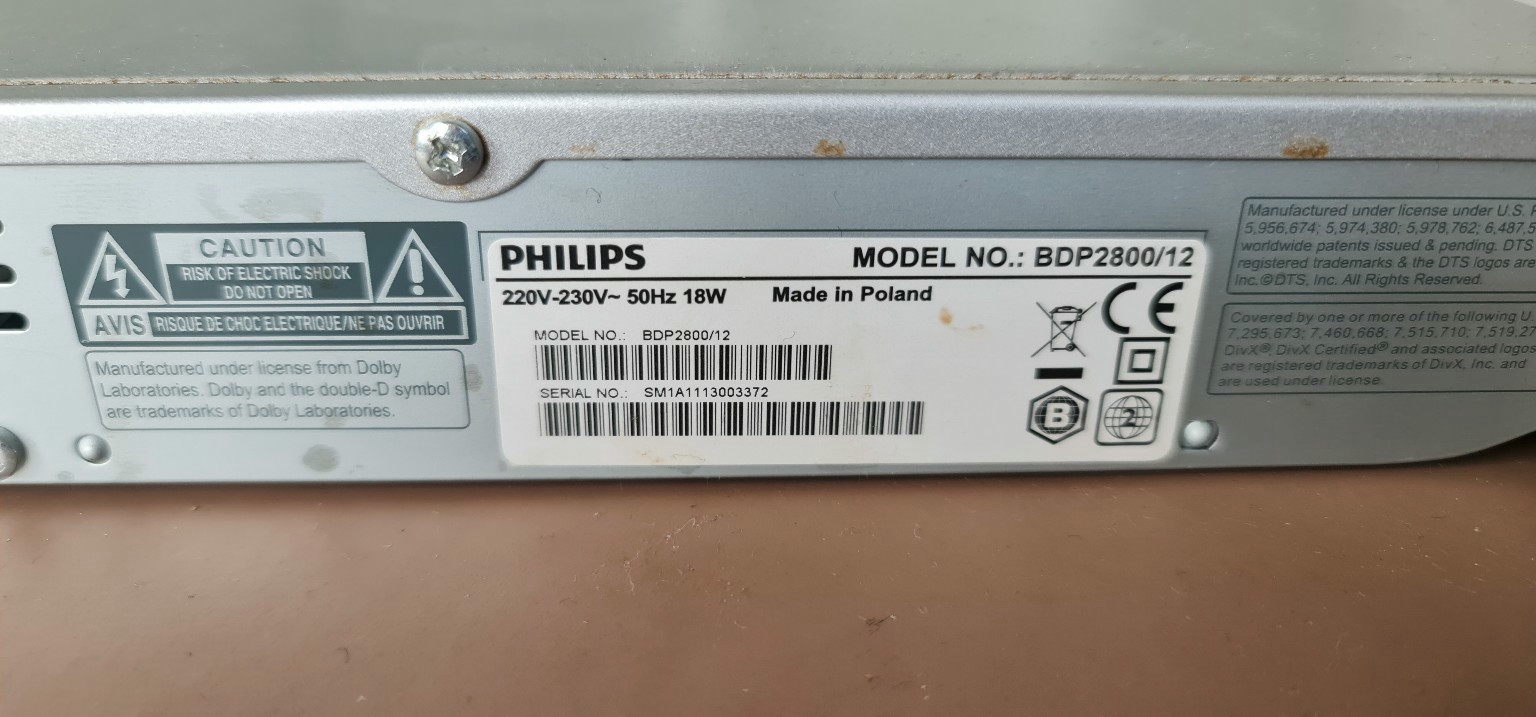 CAUTION
RISK OF ELECTRIC SHOCK
DO NOT OPEN
AVIS RISQUE DE CHOC ELECTRIQUE/NE PAS OUVRIR
Manufactured under license from Dolby
Laboratories. Dolby and the double-D symbol
are trademarks of Dolby Laboratories.
PHILIPS MODEL NO.: BDP2800/12
220V-230V~ 50Hz 18W Made in Poland
MODEL NO.: BDP2800/12
SERIAL NO.: SM1A1113003372
CE
B
2
Manufactured under license under U.S.
5,956,674; 5,974,380; 5,978,762; 6,487,5
worldwide patents issued & pending. DTS
registered trademarks & the DTS logos are
Inc. ©DTS, Inc. All Rights Reserved.
Covered by one or more of the following U.
7,295,673; 7,460,668; 7,515,710; 7,519,27
DivX®, DivX Certified® and associated logos
are registered trademarks of DivX, Inc. and
are used under license.